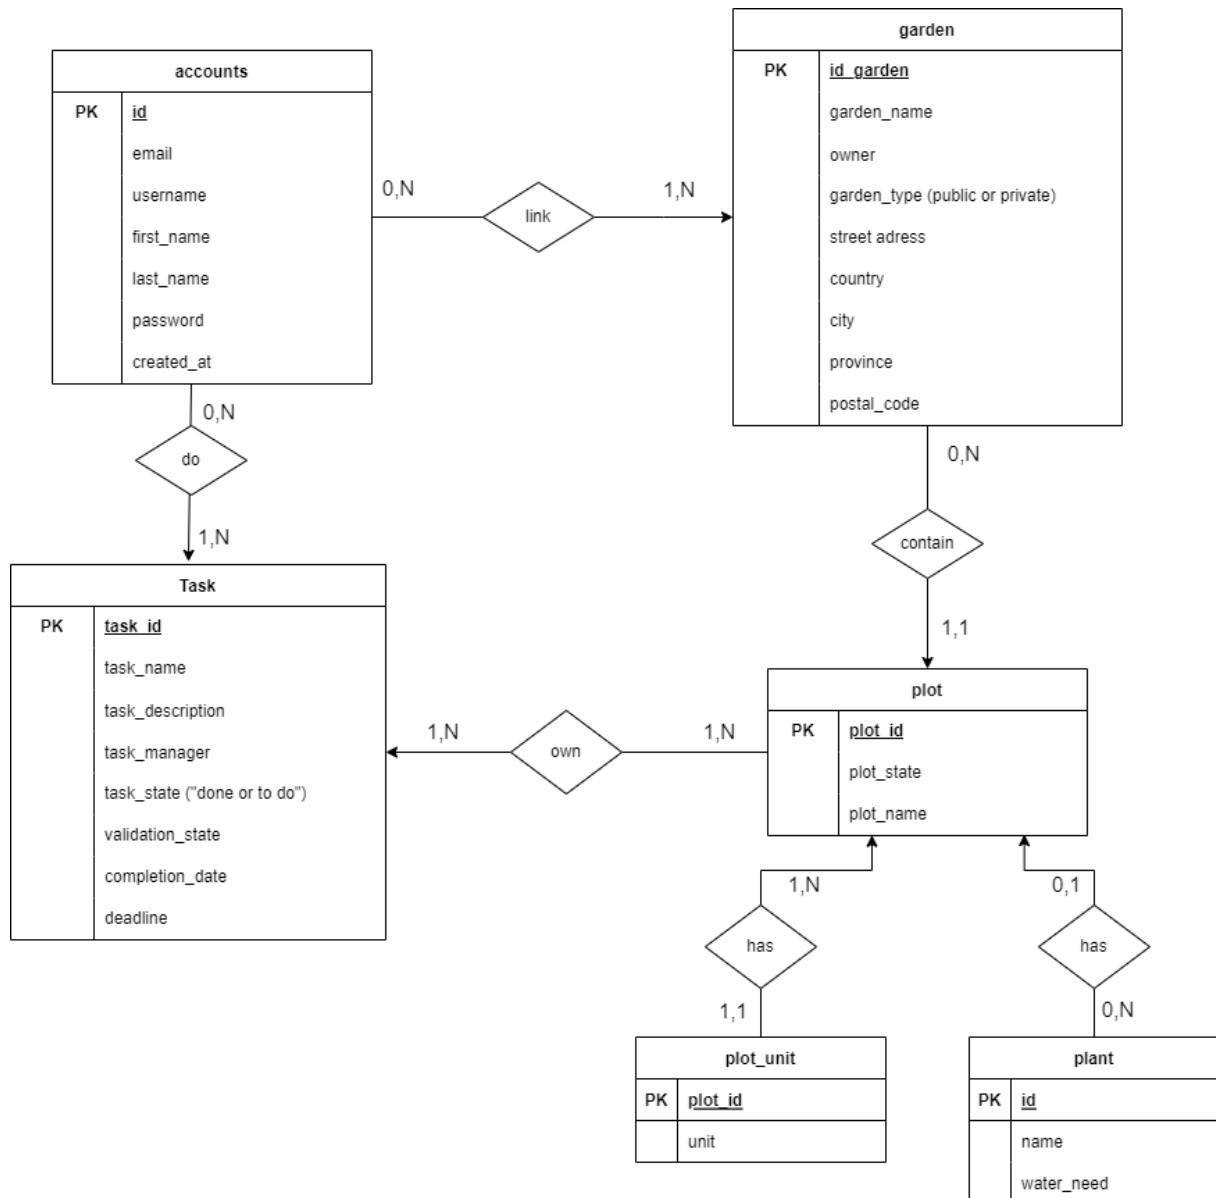 garden
PK id_garden
garden_name
owner
garden_type (public or private)
street adress
country
city
province
postal_code
accounts
PK id
email
username
first_name
last_name
password
created_at
0,N
link
1,N
0,N
do
1,N
0,N
contain
1,1
Task
PK task_id
task_name
task_description
task_manager
task_state ("done or to do")
validation_state
completion_date
deadline
1,N
own
1,N
plot
PK plot_id
plot_state
plot_name
1,N
has
1,1
0,1
has
0,N
plot_unit
PK plot_id
unit
plant
PK id
name
water_need